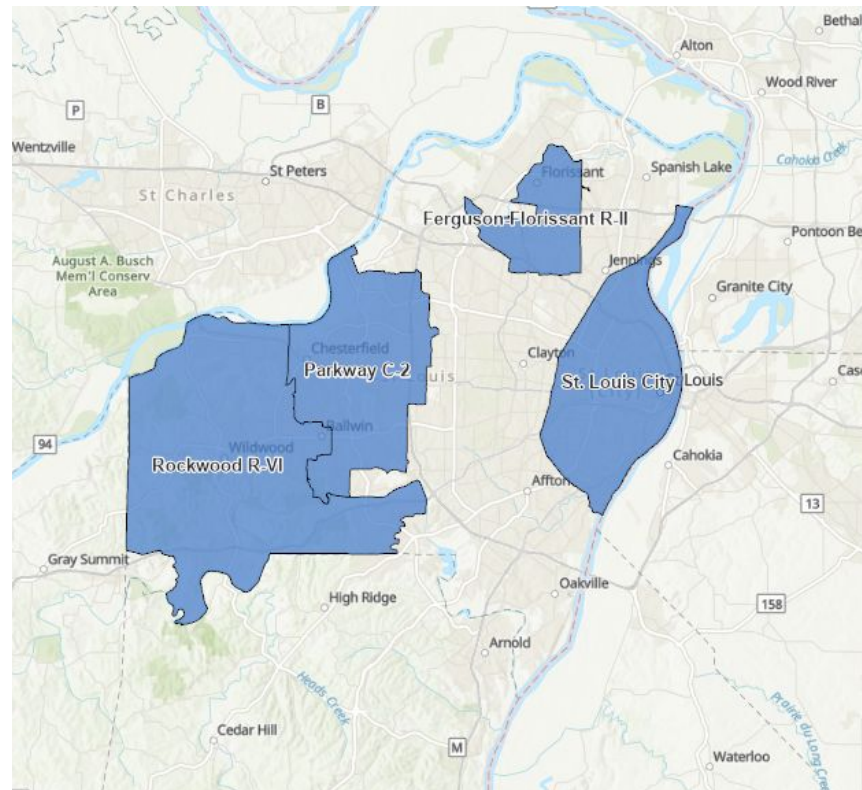 Bethal
Alton
Wood River
P
B
Wentzville
St Peters
Florissant
Spanish Lake
Cahokia Creek
St Charles
Ferguson-Florissant R-II
Pontoon Be
August A. Busch
Mem'l Conserv
Area
Jennings
Granite City
Chesterfield
Clayton
Parkway C-2
Louis
St. Louis City
Louis
Cas
94
Ballwin
Wildwood
Rockwood R-VI
Cahokia
Affton
13
Gray Summit
High Ridge
Oakville
158
Arnold
Heads Creek
Cedar Hill
M
Prairie du Long Creek
Waterloo